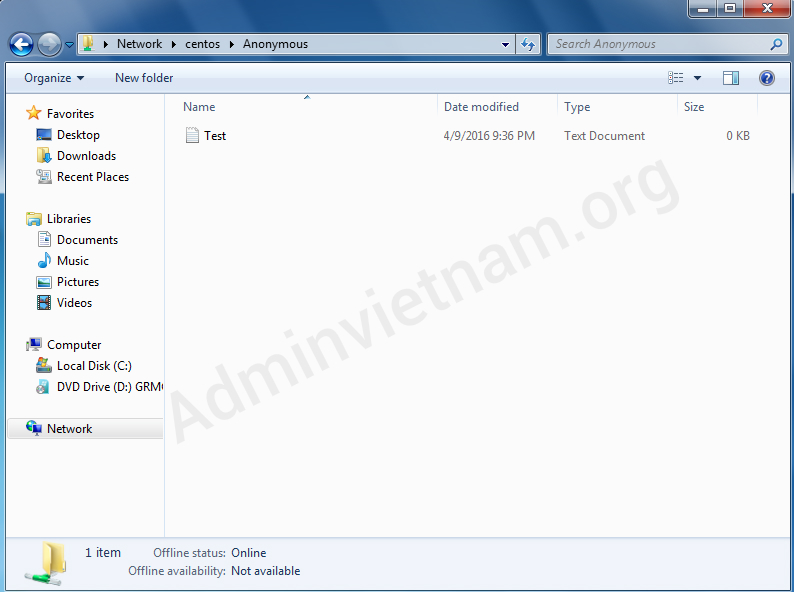 Network centos Anonymous
Search Anonymous
Organize New folder
Name Date modified Type Size
Test 4/9/2016 9:36 PM Text Document 0 KB
Favorites
Desktop
Downloads
Recent Places
Libraries
Documents
Music
Pictures
Videos
Computer
Local Disk (C:)
DVD Drive (D:) GRM
Network
Adminvietnam.org
1 item Offline status: Online
Offline availability: Not available